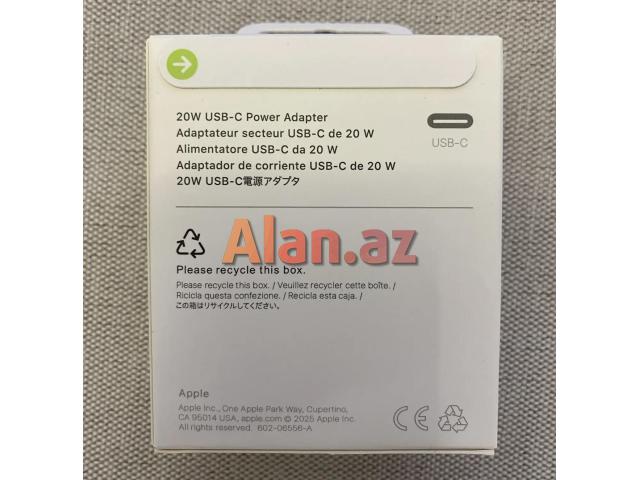 20W USB-C Power Adapter
Adaptateur secteur USB-C de 20 W
Alimentatore USB-C da 20 W
Adaptador de corriente USB-C de 20 W
20W USB-C電源アダプタ
USB-C
Alan.az
Please recycle this box.
Please recycle this box. / Veuillez recycler cette boîte. /
Ricicla questa confezione. / Recicla esta caja. /
この箱はリサイクルしてください。
Apple
Apple Inc., One Apple Park Way, Cupertino,
CA 95014 USA, apple.com © 2025 Apple Inc.
All rights reserved. 602-06556-A
CE